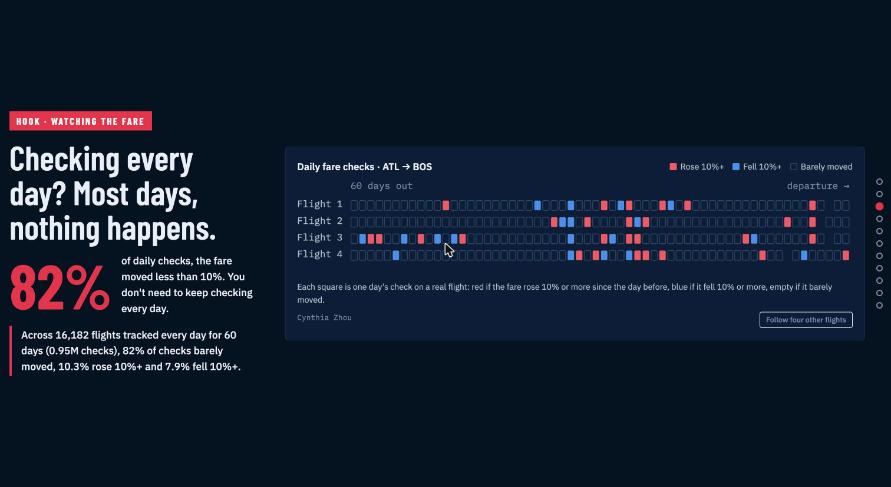 HOOK · WATCHING THE FARE
Checking every
day? Most days,
nothing happens.
82%
of daily checks, the fare
moved less than 10%. You
don't need to keep checking
every day.
Across 16,182 flights tracked every day for 60
days (0.95M checks), 82% of checks barely
moved, 10.3% rose 10%+ and 7.9% fell 10%+.
Daily fare checks · ATL → BOS
Rose 10%+ Fell 10%+ Barely moved
60 days out departure →
Flight 1
Flight 2
Flight 3
Flight 4
Each square is one day's check on a real flight: red if the fare rose 10% or more since the day before, blue if it fell 10% or more, empty if it barely
moved.
Cynthia Zhou
Follow four other flights